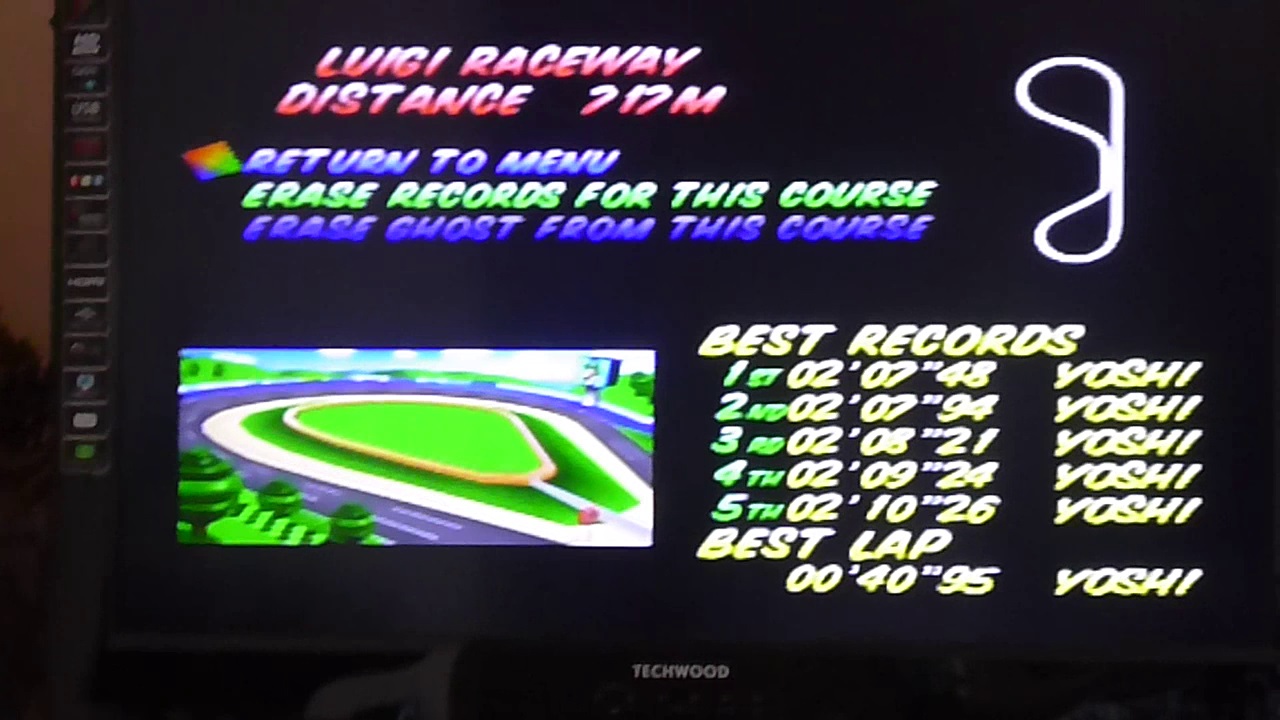 LUIGI RACEWAY
DISTANCE 717M
RETURN TO MENU
ERASE RECORDS FOR THIS COURSE
ERASE GHOST FROM THIS COURSE
BEST RECORDS
1ST 02'07"48 YOSHI
2ND 02'07"94 YOSHI
3RD 02'08"21 YOSHI
4TH 02'09"24 YOSHI
5TH 02'10"26 YOSHI
BEST LAP
00'40"95 YOSHI
USB
HDMI
TECHWOOD